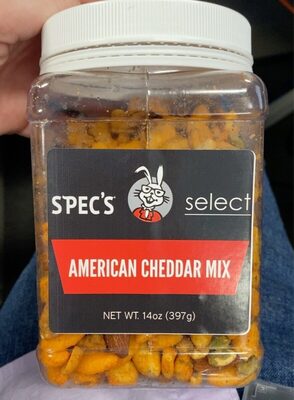 SPEC'S select
AMERICAN CHEDDAR MIX
NET WT. 14oz (397g)